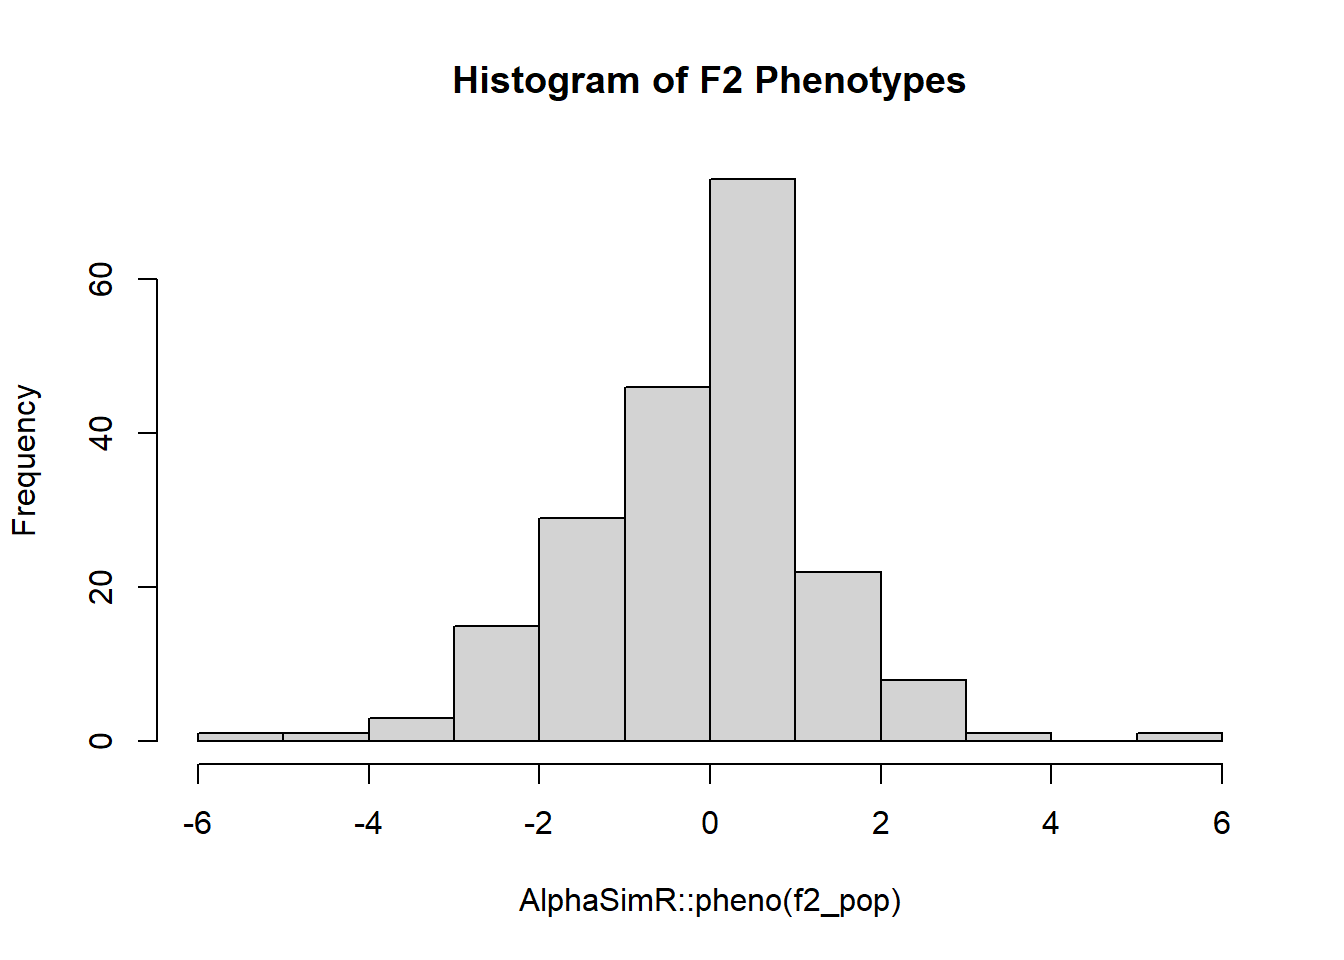 Histogram of F2 Phenotypes
Frequency
60
40
20
0
-6 -4 -2 0 2 4 6
AlphaSimR::pheno(f2_pop)